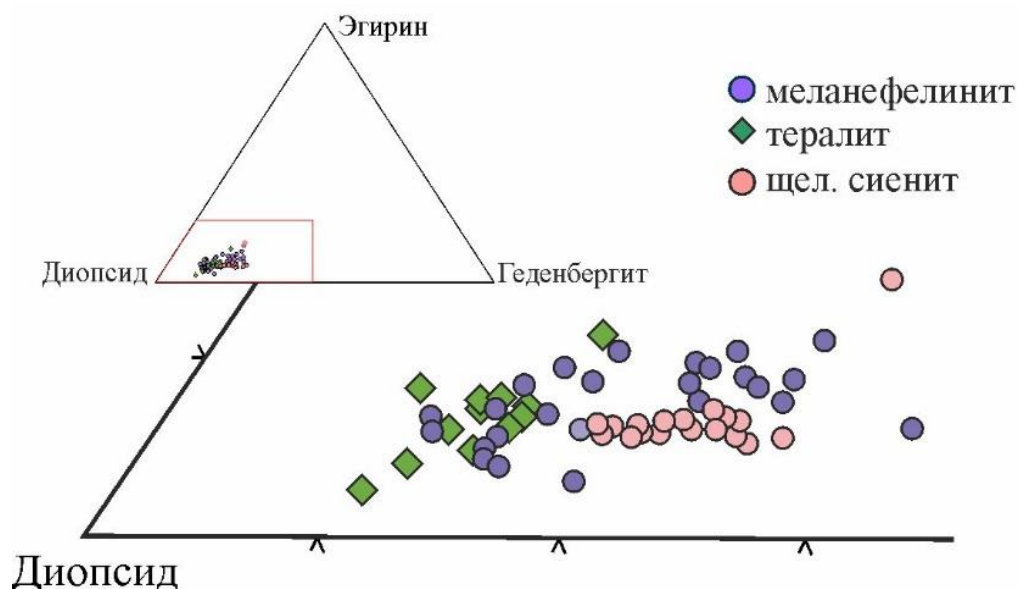 Эгирин
меланефелинит
тералит
щел. сиенит
Диопсид
Геденбергит
Диопсид